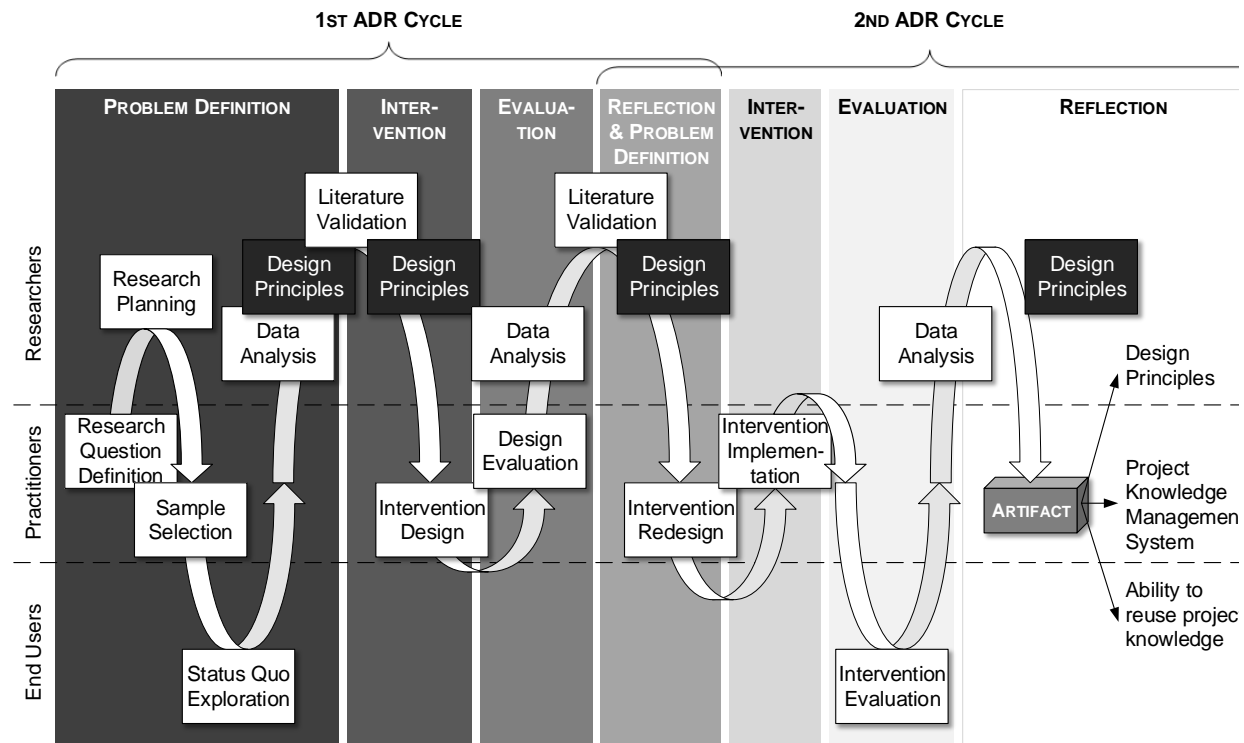 1ST ADR CYCLE
2ND ADR CYCLE
PROBLEM DEFINITION
INTER-
VENTION
EVALUA-
TION
REFLECTION
& PROBLEM
DEFINITION
INTER-
VENTION
EVALUATION
REFLECTION
Researchers
Practitioners
End Users
Research
Question
Definition
Research
Planning
Sample
Selection
Status Quo
Exploration
Data
Analysis
Design
Principles
Literature
Validation
Design
Principles
Intervention
Design
Design
Evaluation
Data
Analysis
Literature
Validation
Design
Principles
Intervention
Redesign
Intervention
Implemen-
tation
Intervention
Evaluation
Data
Analysis
Design
Principles
ARTIFACT
Design
Principles
Project
Knowledge
Managemen
System
Ability to
reuse projec
knowledge